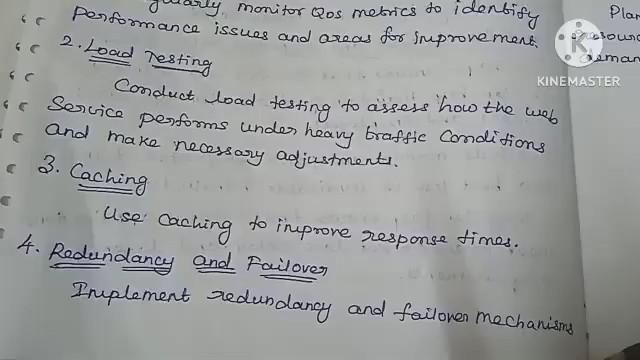 monitor QoS metrics to identify
performance issues and areas for improvement.
2. Load Testing
Conduct load testing to assess how the web
Service performs under heavy traffic conditions
and make necessary adjustments.
3. Caching
Use caching to improve response times.
4. Redundancy and Failover
Implement redundancy and failover mechanisms
Plan
deman
KINEMASTER